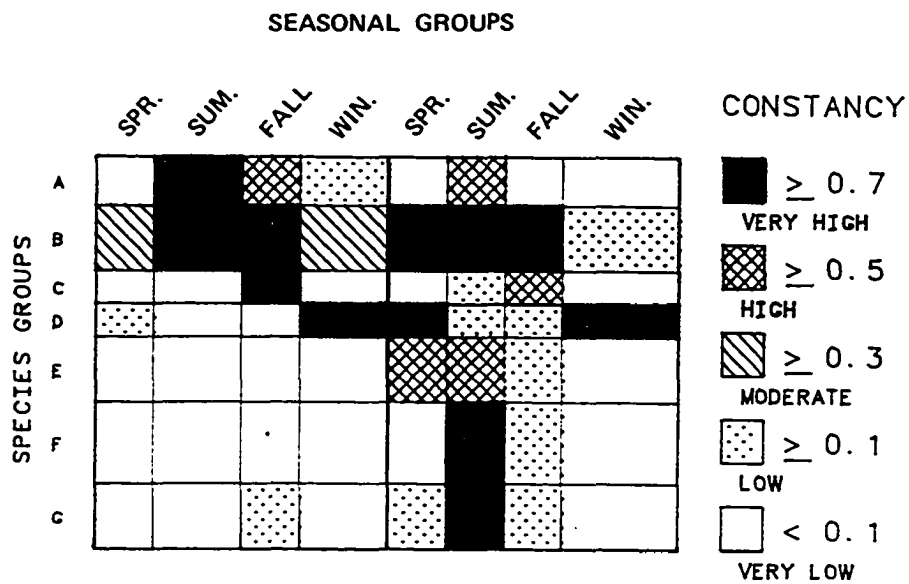 SEASONAL GROUPS
SPR. SUM. FALL WIN. SPR. SUM. FALL WIN.
CONSTANCY
SPECIES GROUPS
A
B
C
D
E
F
G
≥ 0.7
VERY HIGH
≥ 0.5
HIGH
≥ 0.3
MODERATE
≥ 0.1
LOW
< 0.1
VERY LOW